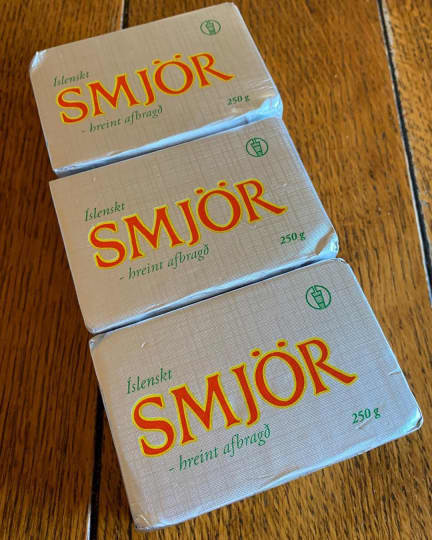 Íslenskt
SMJÖR
- hreint afbragð
250 g
Íslenskt
SMJÖR
- hreint afbragð
250 g
Íslenskt
SMJÖR
- hreint afbragð
250 g